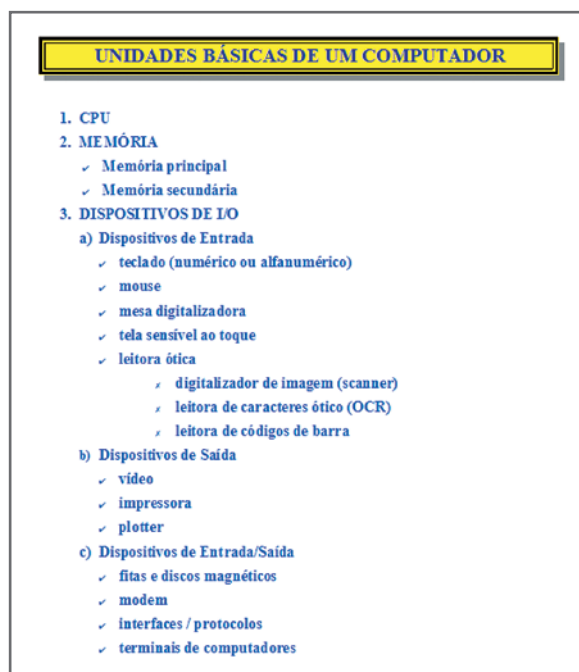 UNIDADES BÁSICAS DE UM COMPUTADOR
1. CPU
2. MEMÓRIA
✓ Memória principal
✓ Memória secundária
3. DISPOSITIVOS DE I/O
a) Dispositivos de Entrada
✓ teclado (numérico ou alfanumérico)
✓ mouse
✓ mesa digitalizadora
✓ tela sensível ao toque
✓ leitora ótica
✗ digitalizador de imagem (scanner)
✗ leitora de caracteres ótico (OCR)
✗ leitora de códigos de barra
b) Dispositivos de Saída
✓ vídeo
✓ impressora
✓ plotter
c) Dispositivos de Entrada/Saída
✓ fitas e discos magnéticos
✓ modem
✓ interfaces / protocolos
✓ terminais de computadores